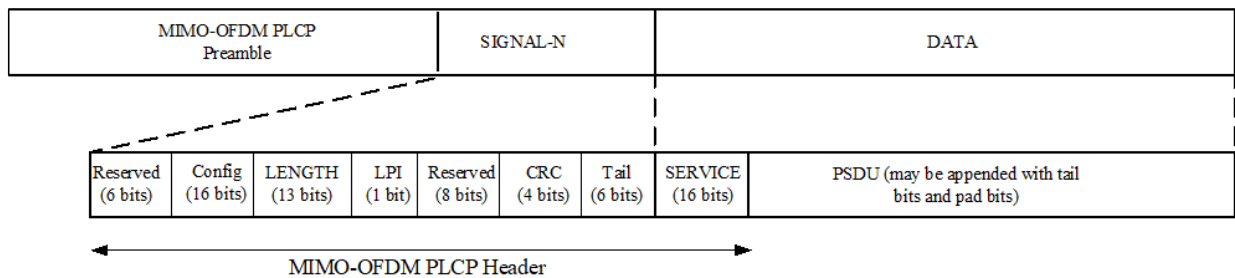 MIMO-OFDM PLCP
Preamble
SIGNAL-N
DATA
Reserved
(6 bits)
Config
(16 bits)
LENGTH
(13 bits)
LPI
(1 bit)
Reserved
(8 bits)
CRC
(4 bits)
Tail
(6 bits)
SERVICE
(16 bits)
PSDU (may be appended with tail
bits and pad bits)
MIMO-OFDM PLCP Header